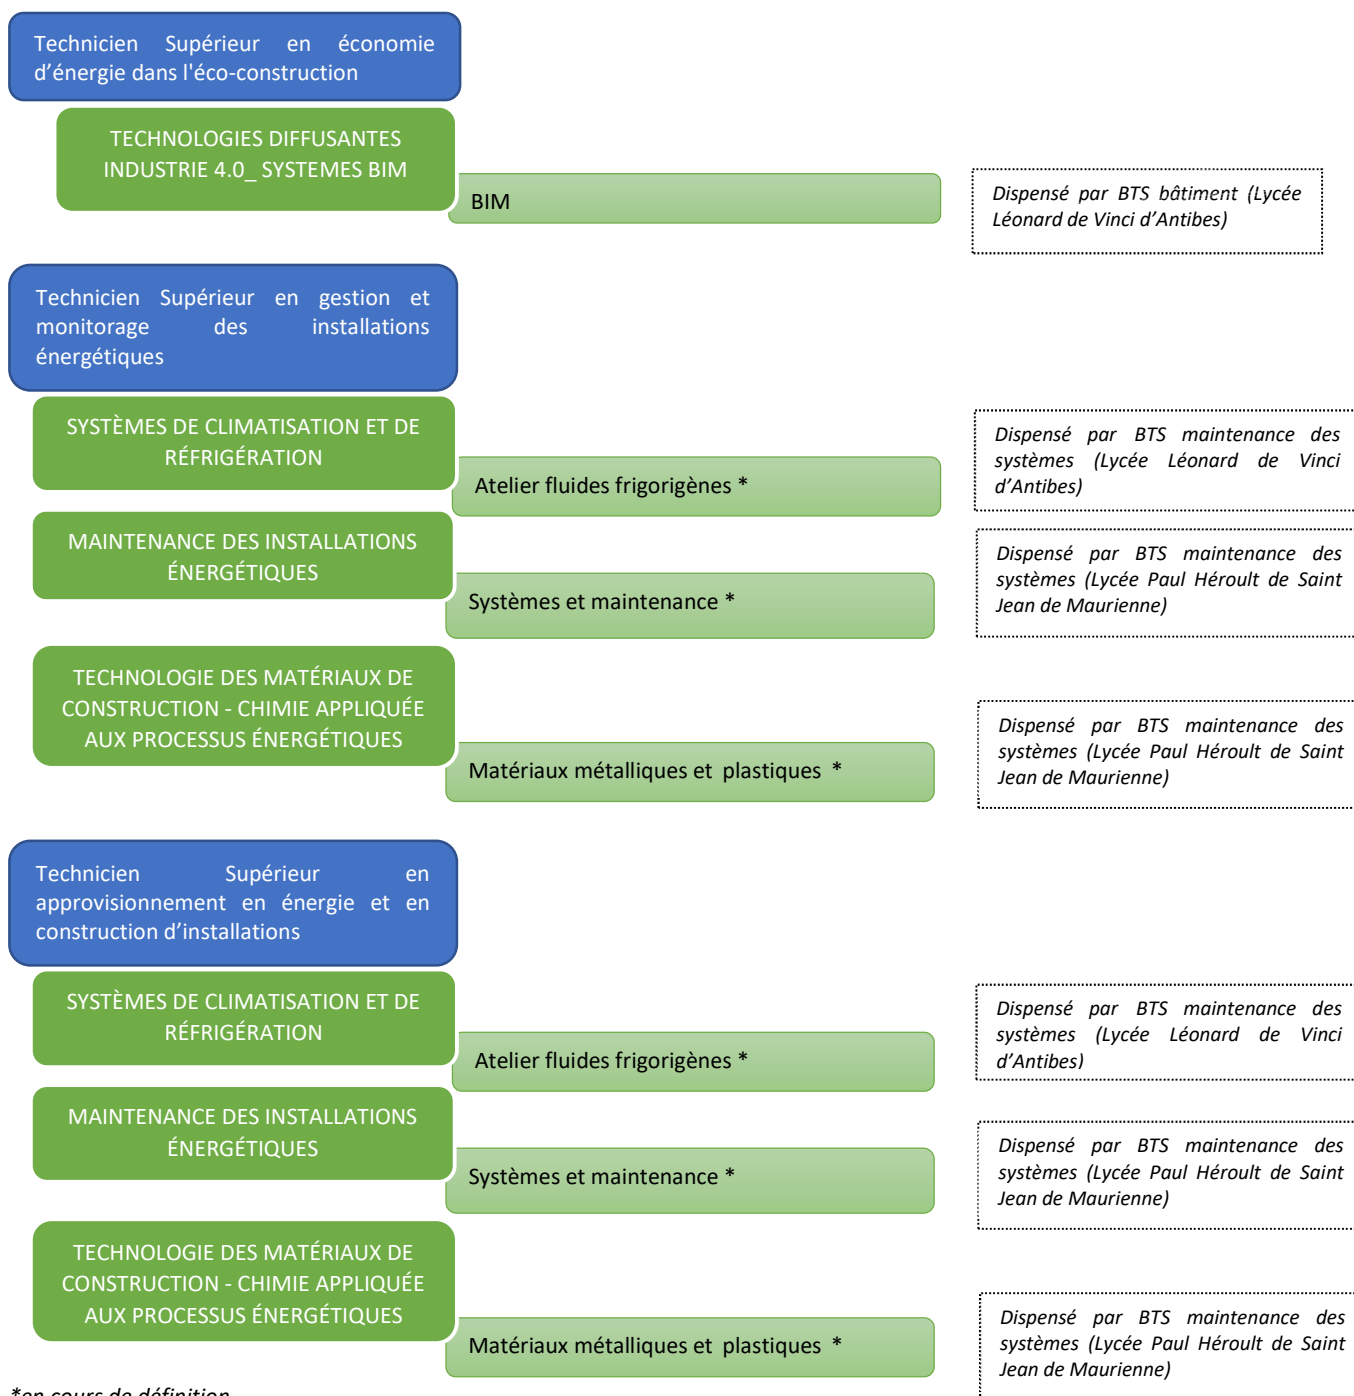 Technicien Supérieur en économie
d’énergie dans l'éco-construction
TECHNOLOGIES DIFFUSANTES
INDUSTRIE 4.0_ SYSTEMES BIM
BIM
Dispensé par BTS bâtiment (Lycée
Léonard de Vinci d’Antibes)
Technicien Supérieur en gestion et
monitorage des installations
énergétiques
SYSTÈMES DE CLIMATISATION ET DE
RÉFRIGÉRATION
Atelier fluides frigorigènes *
Dispensé par BTS maintenance des
systèmes (Lycée Léonard de Vinci
d’Antibes)
MAINTENANCE DES INSTALLATIONS
ÉNERGÉTIQUES
Systèmes et maintenance *
Dispensé par BTS maintenance des
systèmes (Lycée Paul Héroult de Saint
Jean de Maurienne)
TECHNOLOGIE DES MATÉRIAUX DE
CONSTRUCTION - CHIMIE APPLIQUÉE
AUX PROCESSUS ÉNERGÉTIQUES
Matériaux métalliques et plastiques *
Dispensé par BTS maintenance des
systèmes (Lycée Paul Héroult de Saint
Jean de Maurienne)
Technicien Supérieur en
approvisionnement en énergie et en
construction d’installations
SYSTÈMES DE CLIMATISATION ET DE
RÉFRIGÉRATION
Atelier fluides frigorigènes *
Dispensé par BTS maintenance des
systèmes (Lycée Léonard de Vinci
d’Antibes)
MAINTENANCE DES INSTALLATIONS
ÉNERGÉTIQUES
Systèmes et maintenance *
Dispensé par BTS maintenance des
systèmes (Lycée Paul Héroult de Saint
Jean de Maurienne)
TECHNOLOGIE DES MATÉRIAUX DE
CONSTRUCTION - CHIMIE APPLIQUÉE
AUX PROCESSUS ÉNERGÉTIQUES
Matériaux métalliques et plastiques *
Dispensé par BTS maintenance des
systèmes (Lycée Paul Héroult de Saint
Jean de Maurienne)
*en cours de définition